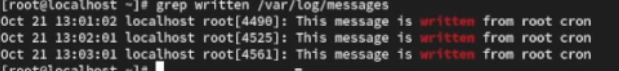 [root@localhost ~]# grep written /var/log/messages
Oct 21 13:01:02 localhost root[4490]: This message is written from root cron
Oct 21 13:02:01 localhost root[4525]: This message is written from root cron
Oct 21 13:03:01 localhost root[4561]: This message is written from root cron
[root@localhost ~]#